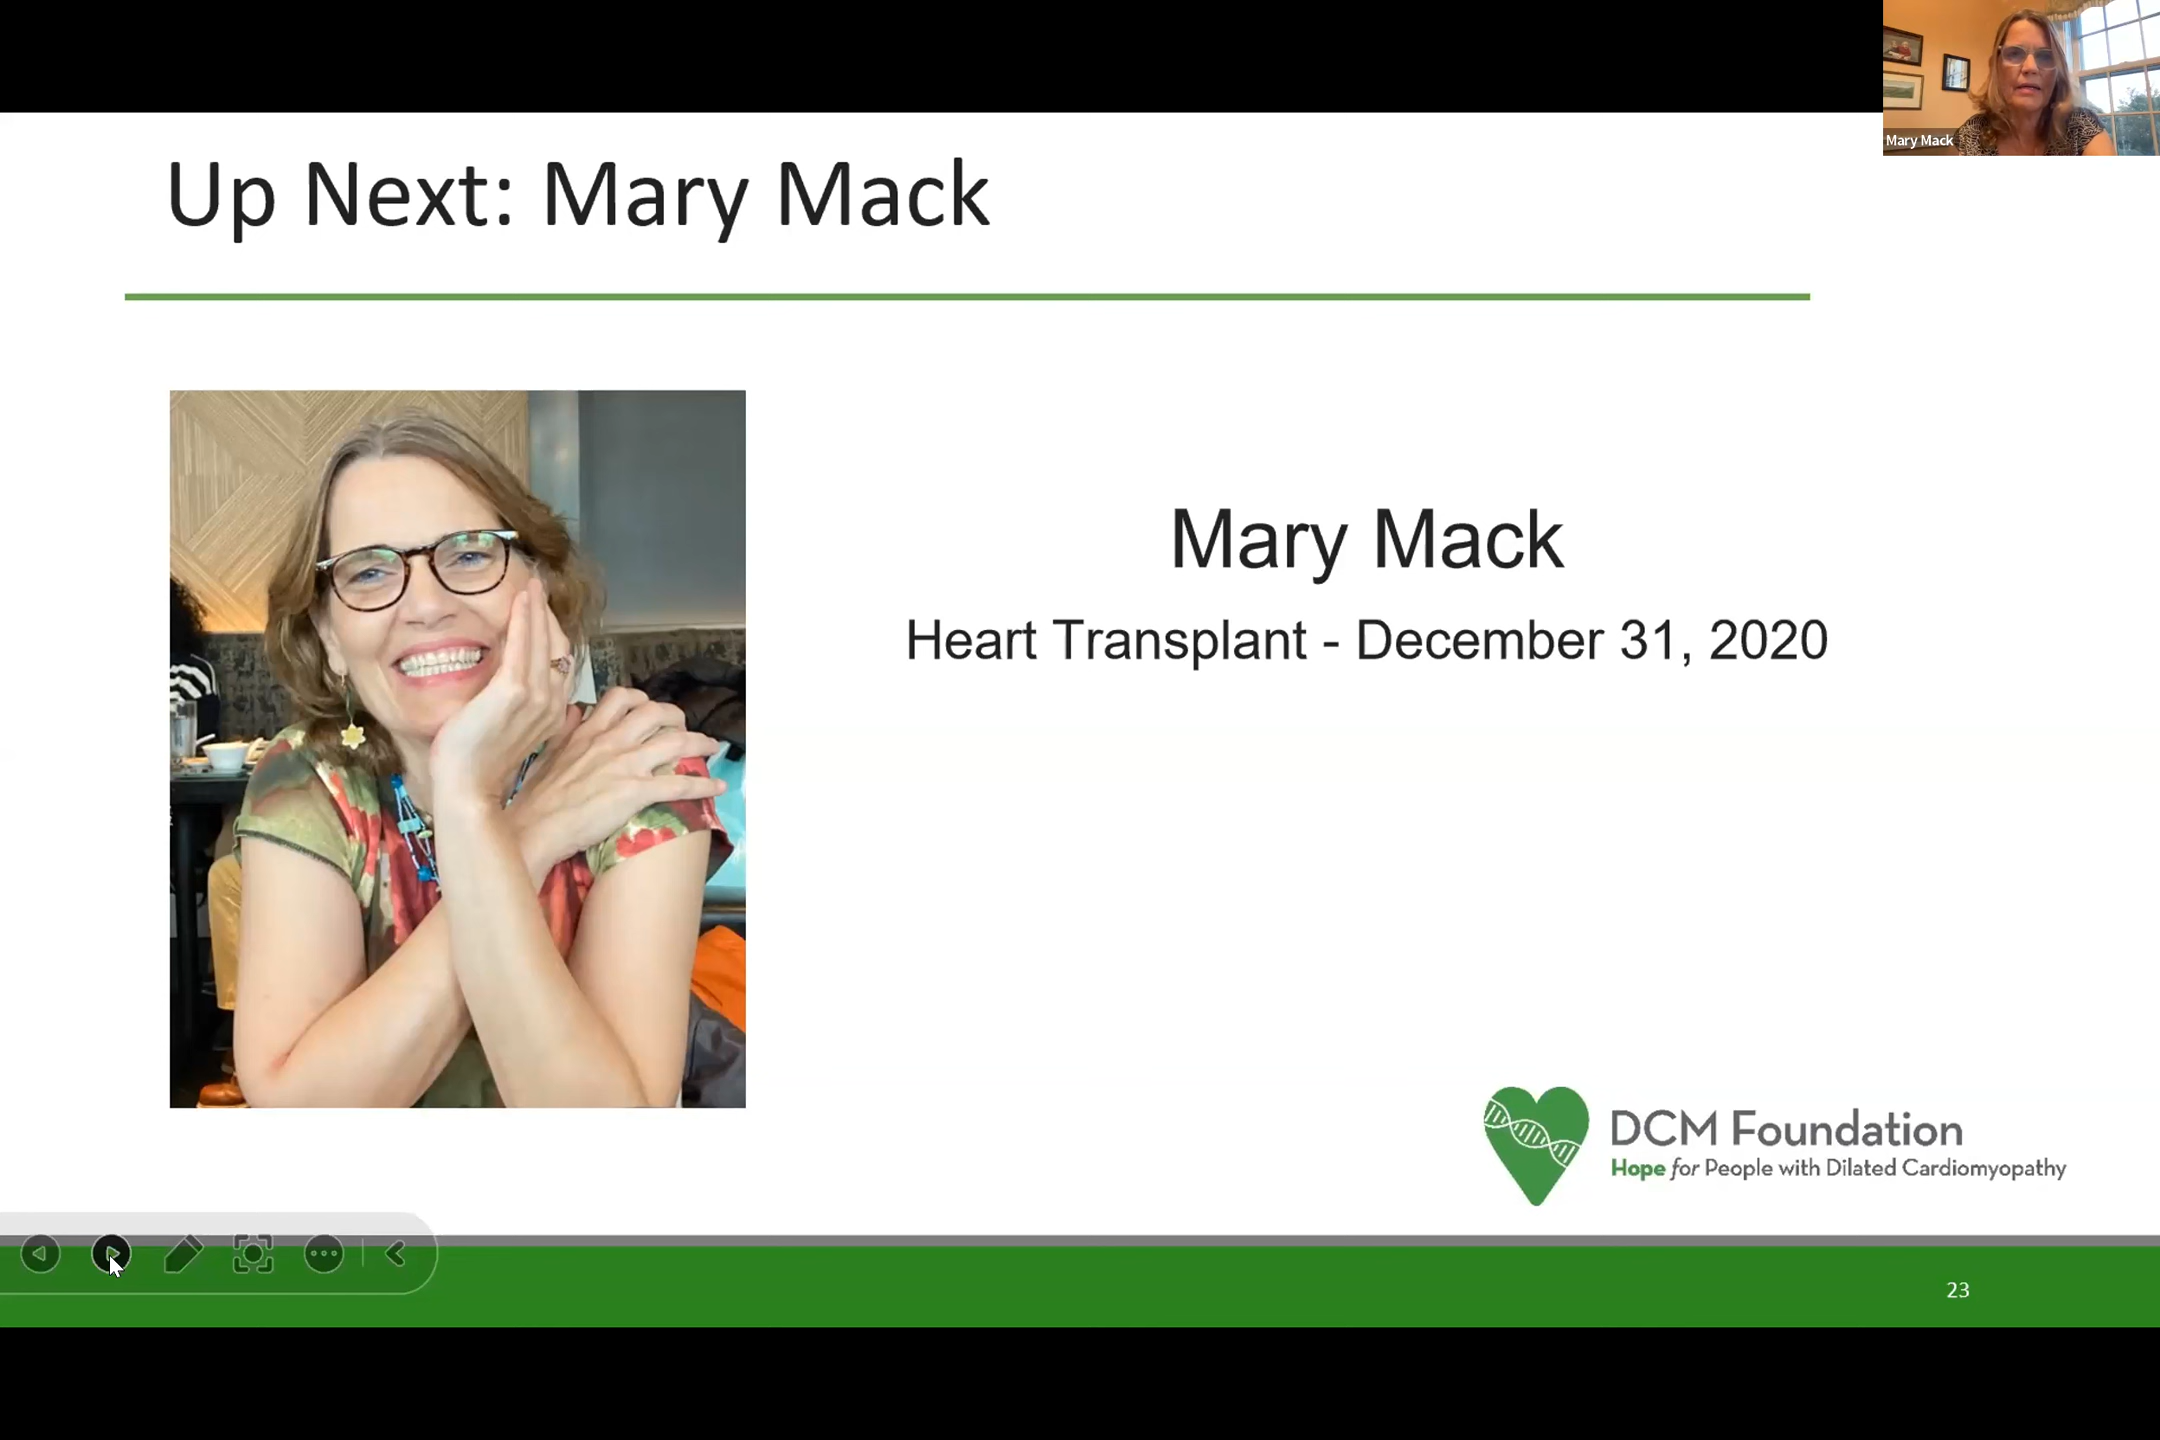 Mary Mack
Up Next: Mary Mack
Mary Mack
Heart Transplant - December 31, 2020
DCM Foundation
Hope for People with Dilated Cardiomyopathy
23